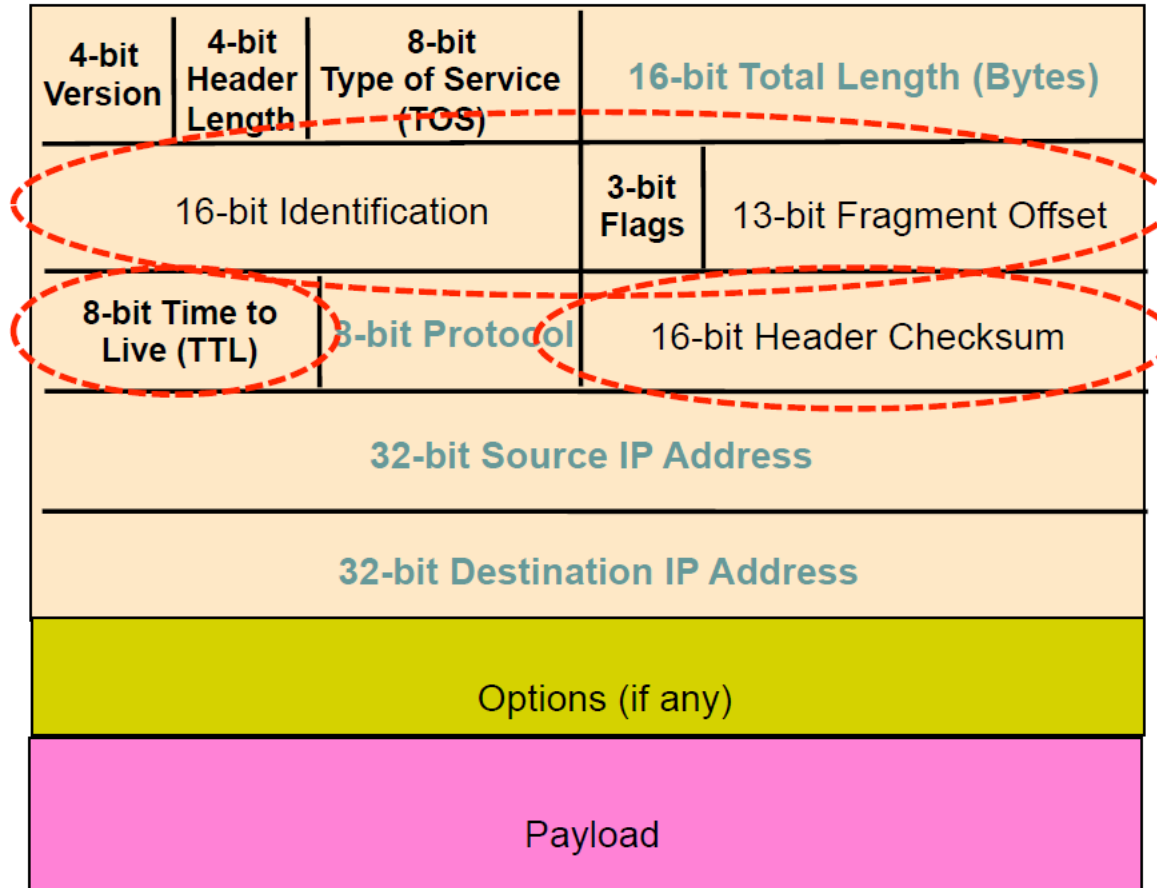 4-bit
Version
4-bit
Header
Length
8-bit
Type of Service
(TOS)
16-bit Total Length (Bytes)
16-bit Identification
3-bit
Flags
13-bit Fragment Offset
8-bit Time to
Live (TTL)
8-bit Protocol
16-bit Header Checksum
32-bit Source IP Address
32-bit Destination IP Address
Options (if any)
Payload